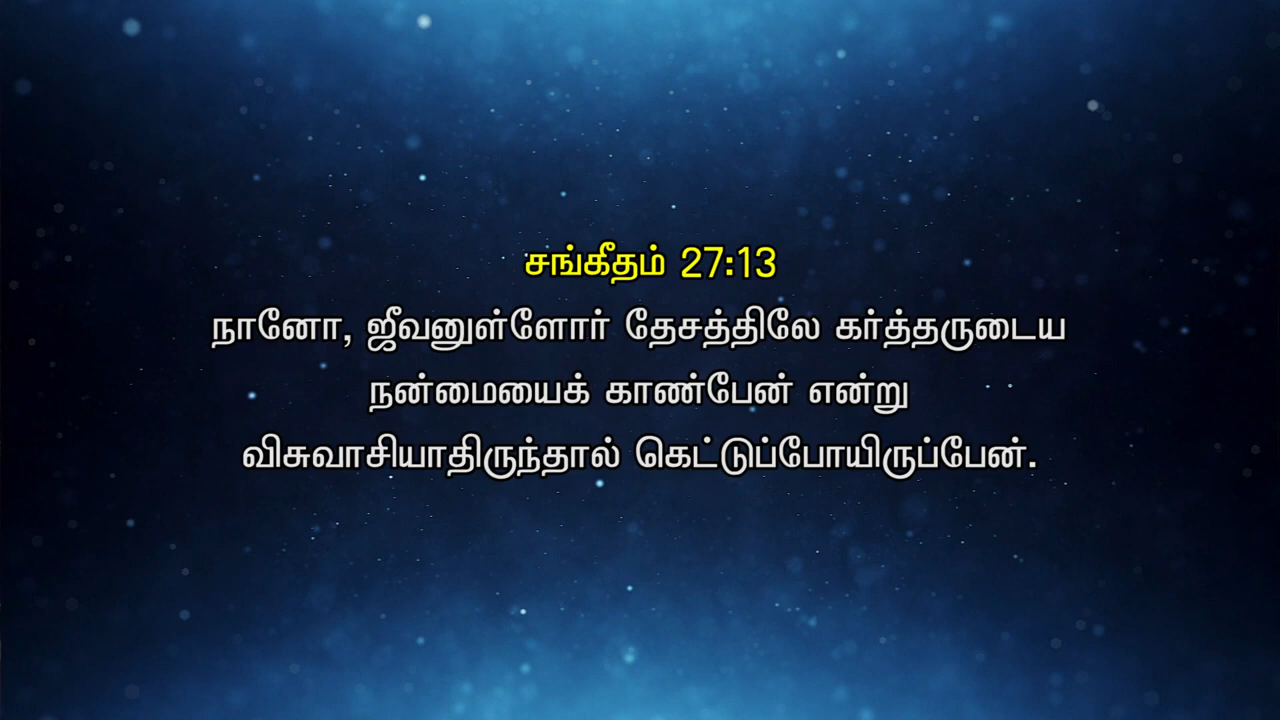 சங்கீதம் 27:13
நானோ, ஜீவனுள்ளோர் தேசத்திலே கர்த்தருடைய
நன்மையைக் காண்பேன் என்று
விசுவாசியாதிருந்தால் கெட்டுப்போயிருப்பேன்.